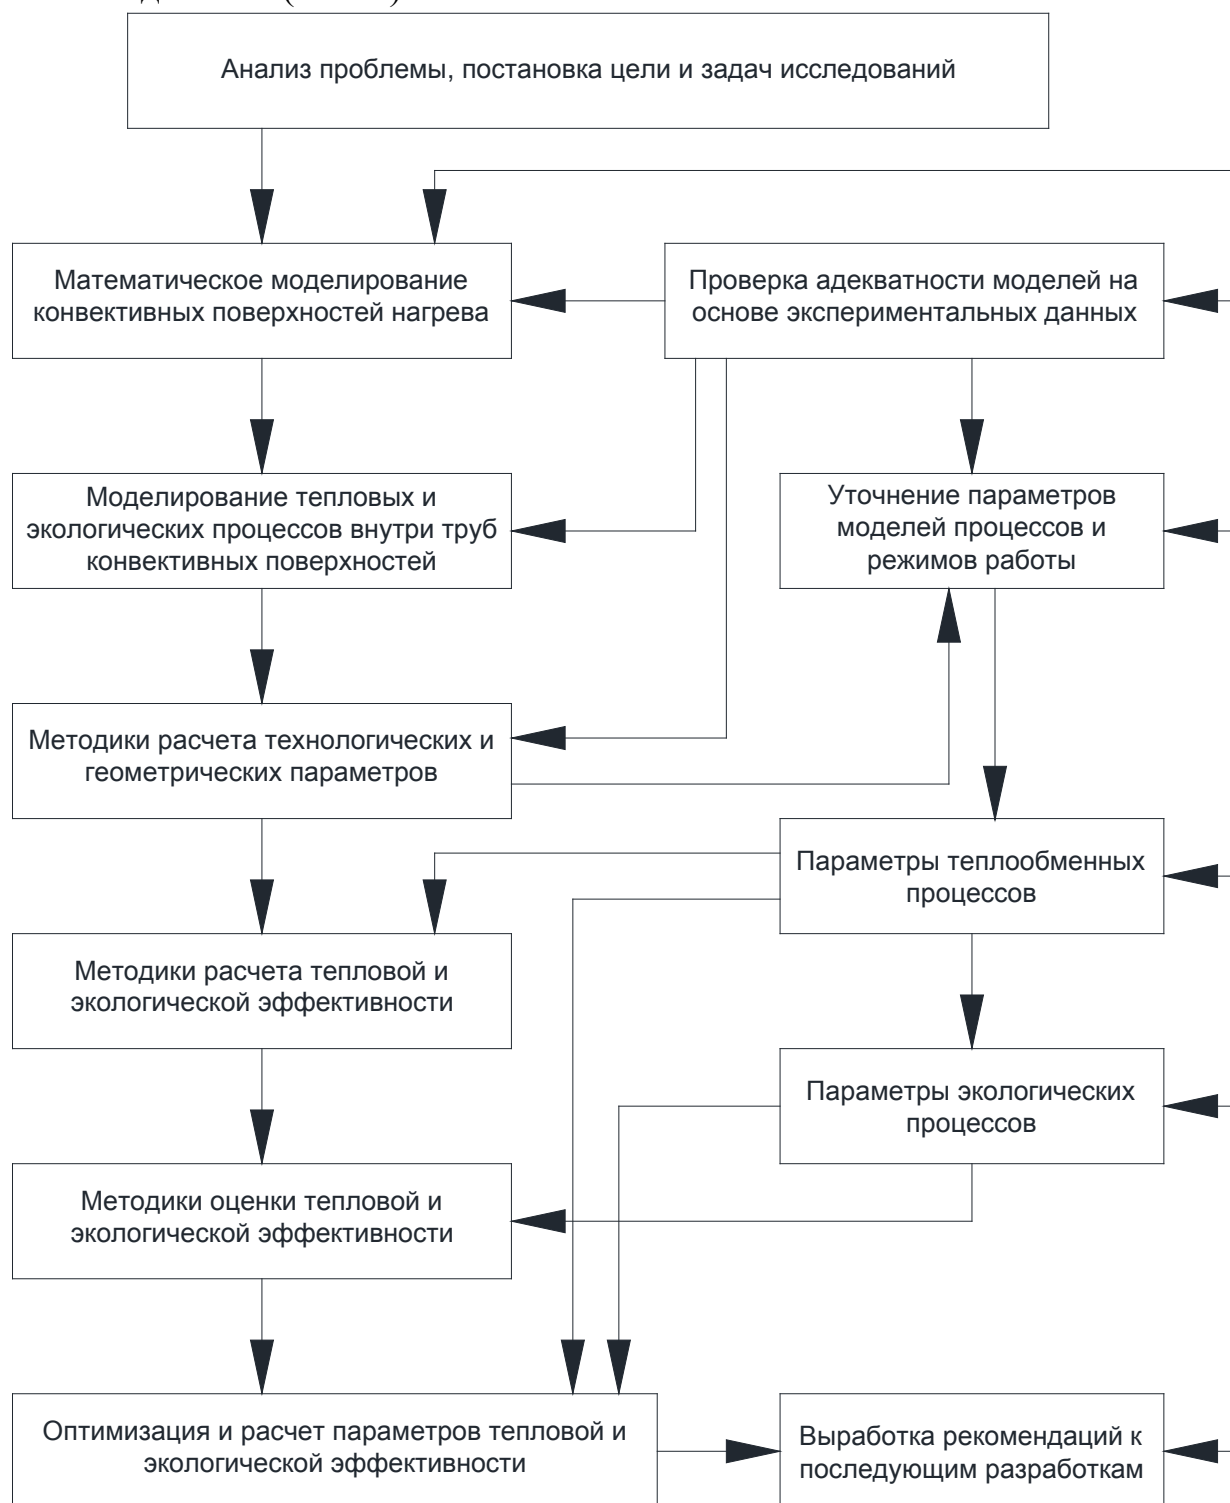 Анализ проблемы, постановка цели и задач исследований
Математическое моделирование
конвективных поверхностей нагрева
Проверка адекватности моделей на
основе экспериментальных данных
Моделирование тепловых и
экологических процессов внутри труб
конвективных поверхностей
Уточнение параметров
моделей процессов и
режимов работы
Методики расчета технологических и
геометрических параметров
Параметры теплообменных
процессов
Методики расчета тепловой и
экологической эффективности
Параметры экологических
процессов
Методики оценки тепловой и
экологической эффективности
Оптимизация и расчет параметров тепловой и
экологической эффективности
Выработка рекомендаций к
последующим разработкам